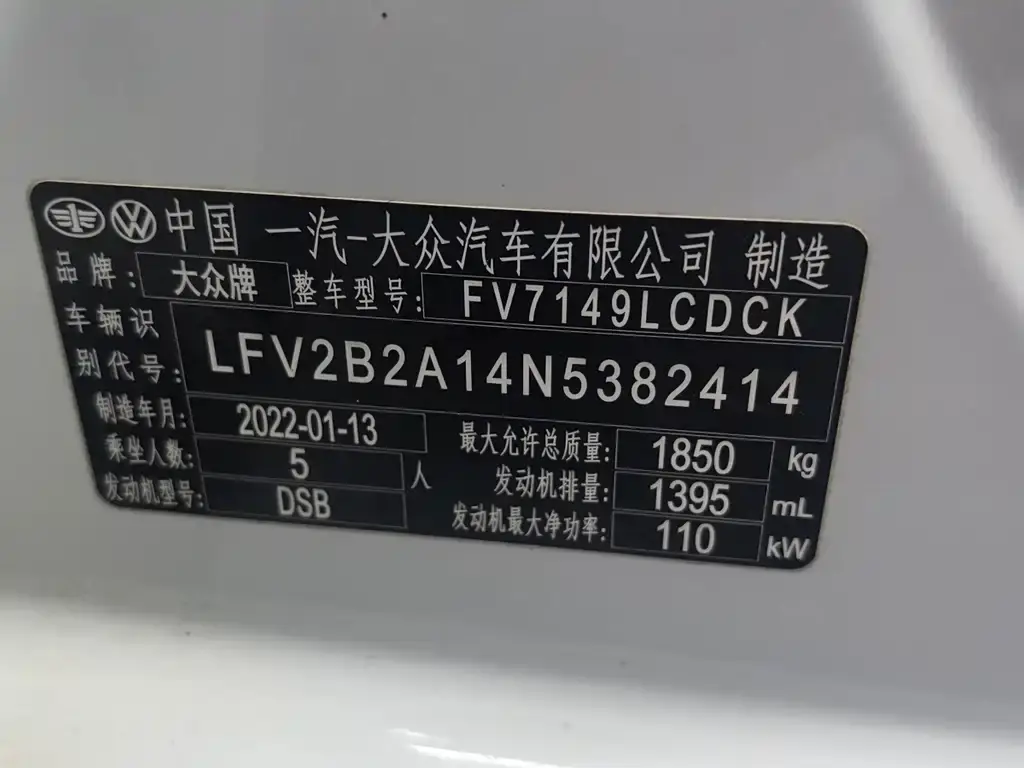 中国 一汽-大众汽车有限公司 制造
品牌: 大众牌 整车型号: FV7149LCDCK
车辆识别代号: LFV2B2A14N5382414
制造年月: 2022-01-13 最大允许总质量: 1850 kg
乘坐人数: 5 人 发动机排量: 1395 mL
发动机型号: DSB 发动机最大净功率: 110 kW